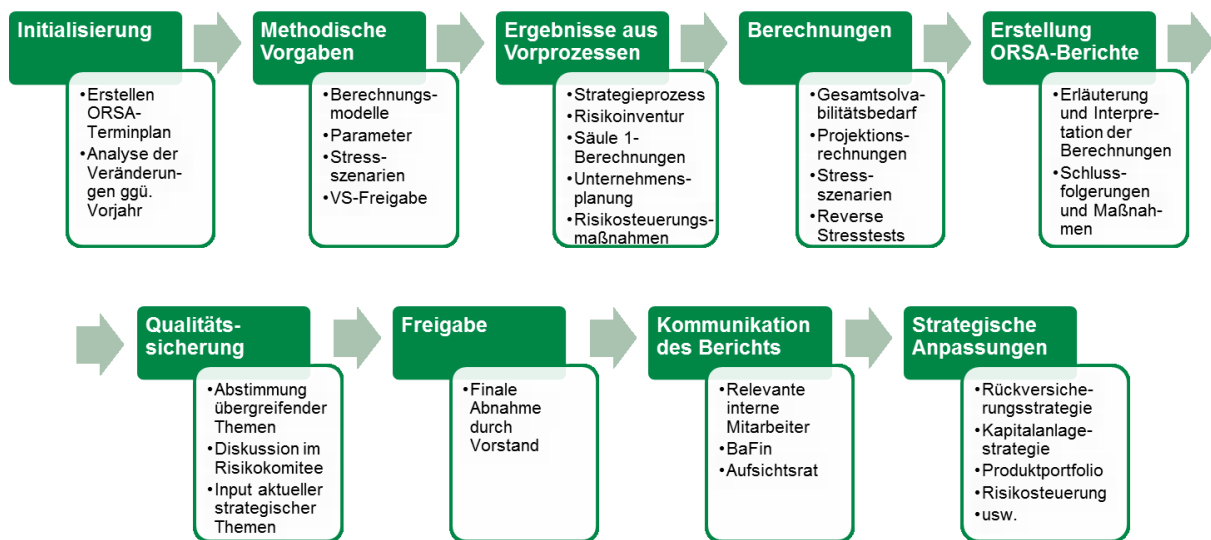 Initialisierung
•Erstellen
ORSA-
Terminplan
•Analyse der
Veränderun-
gen ggü.
Vorjahr
Methodische
Vorgaben
•Berechnungs-
modelle
•Parameter
•Stress-
szenarien
•VS-Freigabe
Ergebnisse aus
Vorprozessen
•Strategieprozess
•Risikoinventur
•Säule 1-
Berechnungen
•Unternehmens-
planung
•Risikosteuerungs-
maßnahmen
Berechnungen
•Gesamtsolva-
bilitätsbedarf
•Projektions-
rechnungen
•Stress-
szenarien
•Reverse
Stresstests
Erstellung
ORSA-Berichte
•Erläuterung
und Interpre-
tation der
Berechnungen
•Schluss-
folgerungen
und Maßnah-
men
Qualitäts-
sicherung
•Abstimmung
übergreifender
Themen
•Diskussion im
Risikokomitee
•Input aktueller
strategischer
Themen
Freigabe
•Finale
Abnahme
durch
Vorstand
Kommunikation
des Berichts
•Relevante
interne
Mitarbeiter
•BaFin
•Aufsichtsrat
Strategische
Anpassungen
•Rückversiche-
rungsstrategie
•Kapitalanlage-
strategie
•Produktportfolio
•Risikosteuerung
•usw.